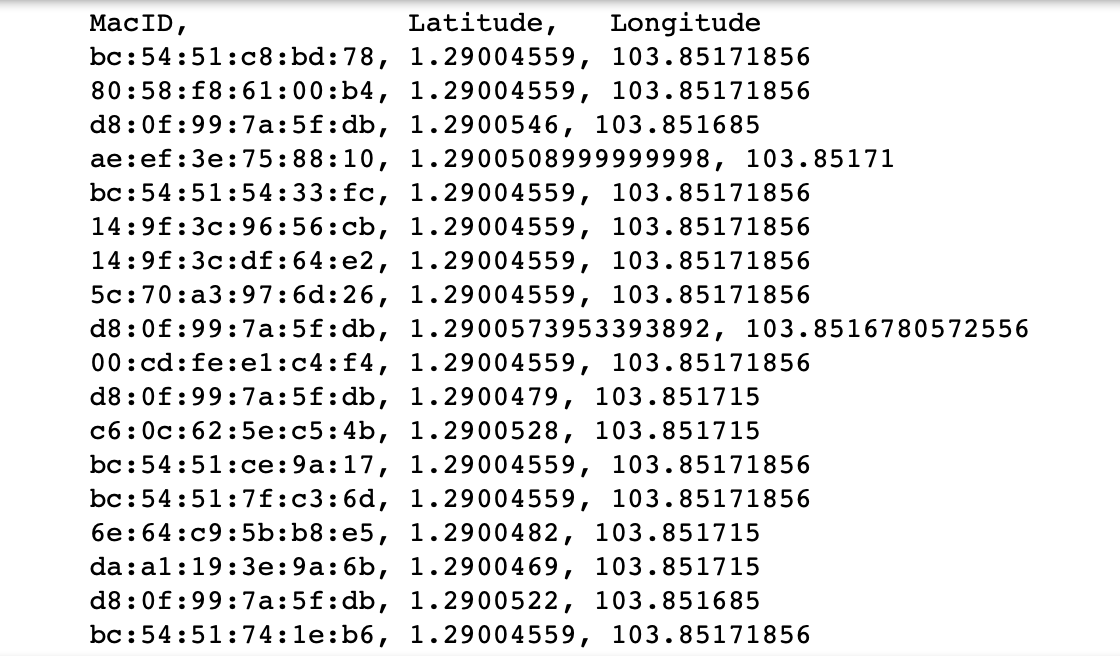 MacID, Latitude, Longitude
bc:54:51:c8:bd:78, 1.29004559, 103.85171856
80:58:f8:61:00:b4, 1.29004559, 103.85171856
d8:0f:99:7a:5f:db, 1.2900546, 103.851685
ae:ef:3e:75:88:10, 1.2900508999999998, 103.85171
bc:54:51:54:33:fc, 1.29004559, 103.85171856
14:9f:3c:96:56:cb, 1.29004559, 103.85171856
14:9f:3c:df:64:e2, 1.29004559, 103.85171856
5c:70:a3:97:6d:26, 1.29004559, 103.85171856
d8:0f:99:7a:5f:db, 1.2900573953393892, 103.8516780572556
00:cd:fe:e1:c4:f4, 1.29004559, 103.85171856
d8:0f:99:7a:5f:db, 1.2900479, 103.851715
c6:0c:62:5e:c5:4b, 1.2900528, 103.851715
bc:54:51:ce:9a:17, 1.29004559, 103.85171856
bc:54:51:7f:c3:6d, 1.29004559, 103.85171856
6e:64:c9:5b:b8:e5, 1.2900482, 103.851715
da:a1:19:3e:9a:6b, 1.2900469, 103.851715
d8:0f:99:7a:5f:db, 1.2900522, 103.851685
bc:54:51:74:1e:b6, 1.29004559, 103.85171856